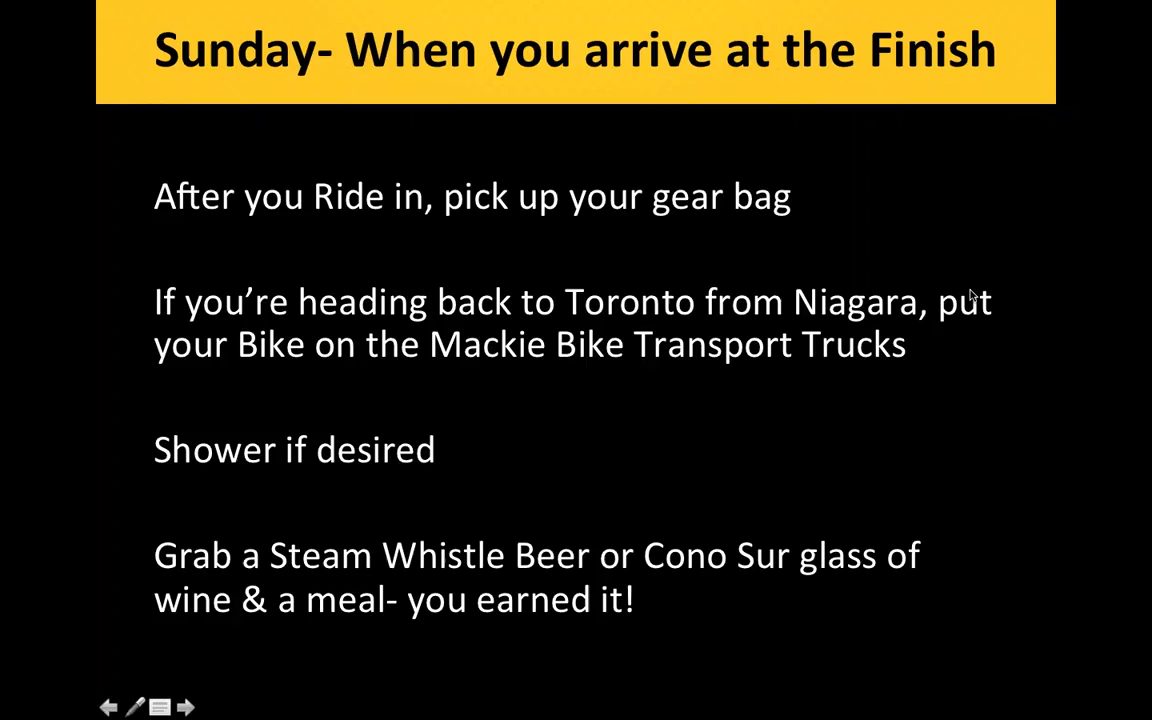 Sunday- When you arrive at the Finish
After you Ride in, pick up your gear bag
If you’re heading back to Toronto from Niagara, put
your Bike on the Mackie Bike Transport Trucks
Shower if desired
Grab a Steam Whistle Beer or Cono Sur glass of
wine & a meal- you earned it!